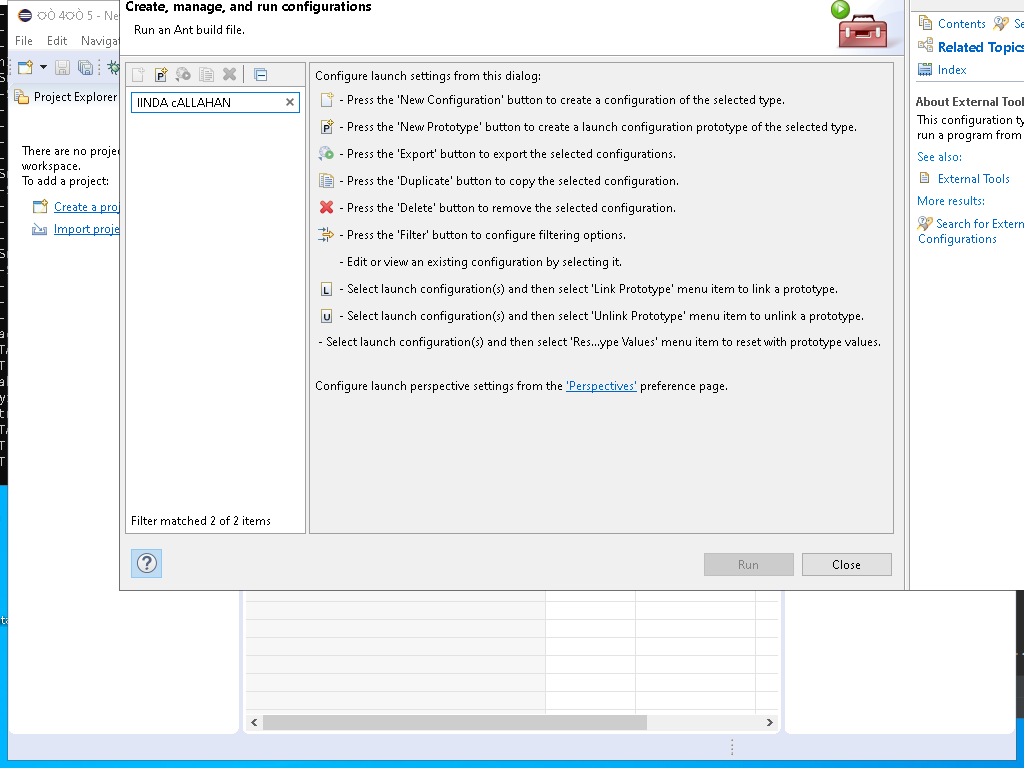 File Edit Navigat
Project Explorer
There are no proje
workspace.
To add a project:
Create a proj
Import proje
Create, manage, and run configurations
Run an Ant build file.
lINDA cALLAHAN
Filter matched 2 of 2 items
Configure launch settings from this dialog:
- Press the 'New Configuration' button to create a configuration of the selected type.
- Press the 'New Prototype' button to create a launch configuration prototype of the selected type.
- Press the 'Export' button to export the selected configurations.
- Press the 'Duplicate' button to copy the selected configuration.
- Press the 'Delete' button to remove the selected configuration.
- Press the 'Filter' button to configure filtering options.
- Edit or view an existing configuration by selecting it.
L - Select launch configuration(s) and then select 'Link Prototype' menu item to link a prototype.
U - Select launch configuration(s) and then select 'Unlink Prototype' menu item to unlink a prototype.
- Select launch configuration(s) and then select 'Res...ype Values' menu item to reset with prototype values.
Configure launch perspective settings from the 'Perspectives' preference page.
Run Close
Contents Se
Related Topics
Index
About External Tool
This configuration ty
run a program from
See also:
External Tools
More results:
Search for Extern
Configurations